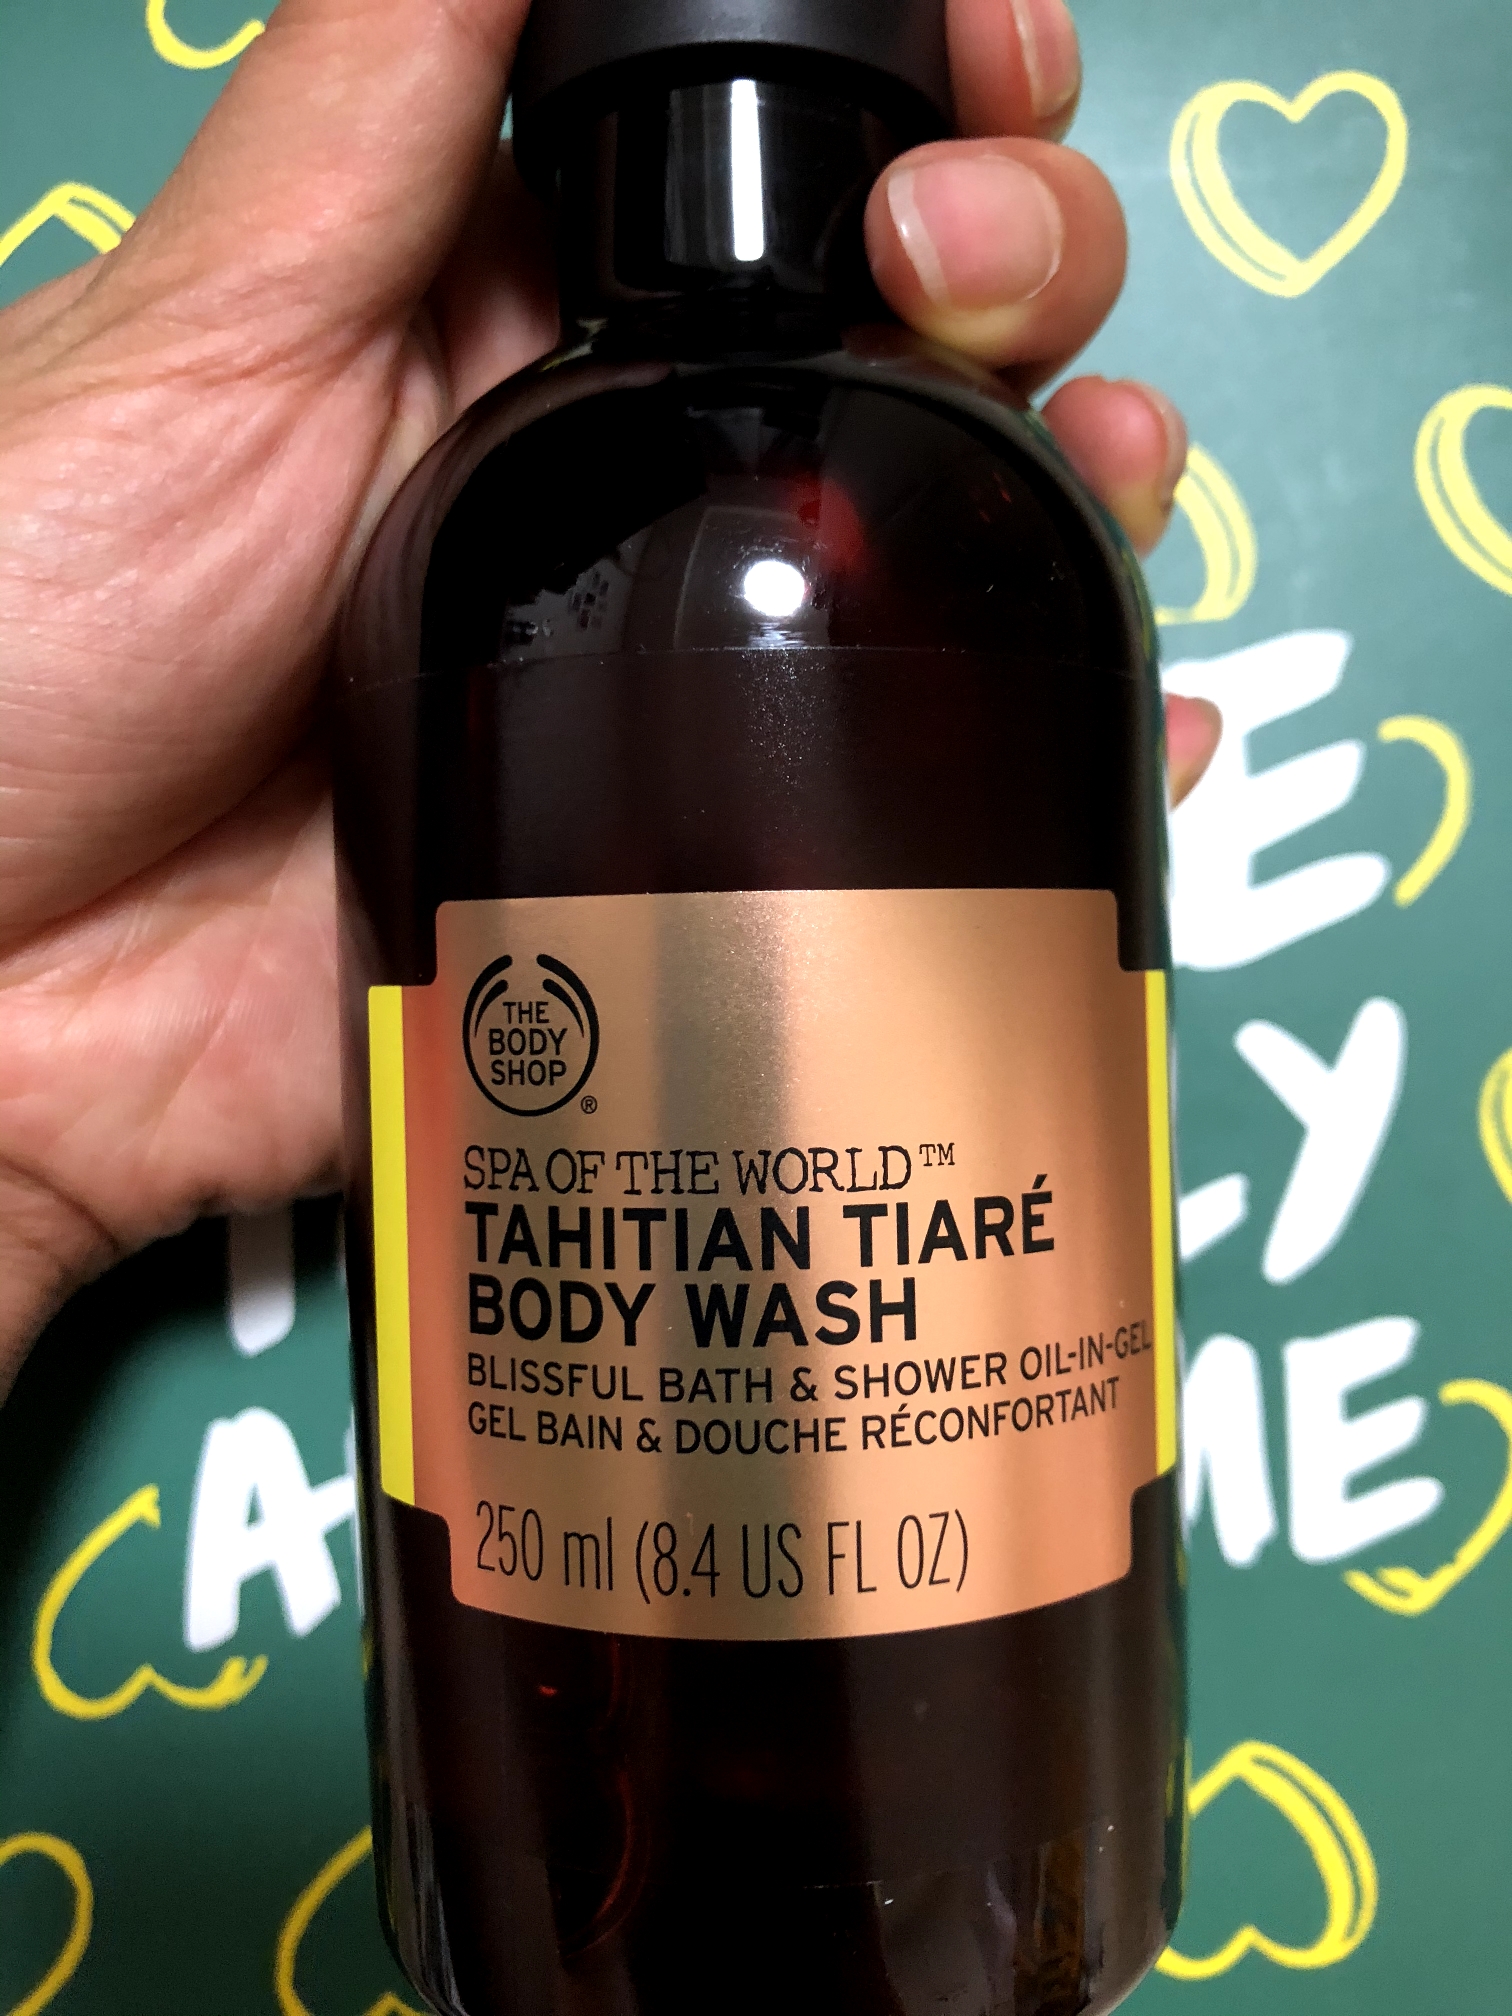 THE
BODY
SHOP
®
SPA OF THE WORLD™
TAHITIAN TIARÉ
BODY WASH
BLISSFUL BATH & SHOWER OIL-IN-GEL
GEL BAIN & DOUCHE RÉCONFORTANT
250 ml (8.4 US FL OZ)